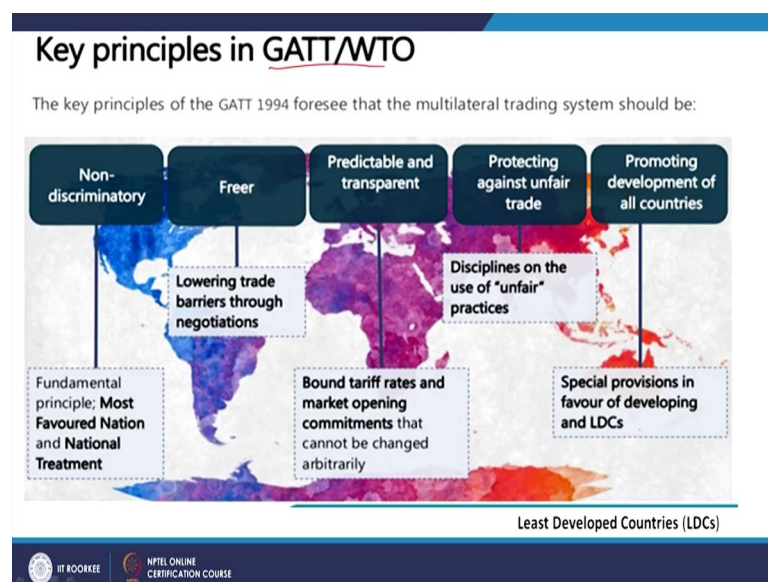 Key principles in GATT/WTO
The key principles of the GATT 1994 foresee that the multilateral trading system should be:
Non-
discriminatory
Freer
Predictable and
transparent
Protecting
against unfair
trade
Promoting
development of
all countries
Lowering trade
barriers through
negotiations
Disciplines on the
use of "unfair"
practices
Fundamental
principle; Most
Favoured Nation
and National
Treatment
Bound tariff rates and
market opening
commitments that
cannot be changed
arbitrarily
Special provisions in
favour of developing
and LDCs
Least Developed Countries (LDCs)
IIT ROORKEE
NPTEL ONLINE
CERTIFICATION COURSE